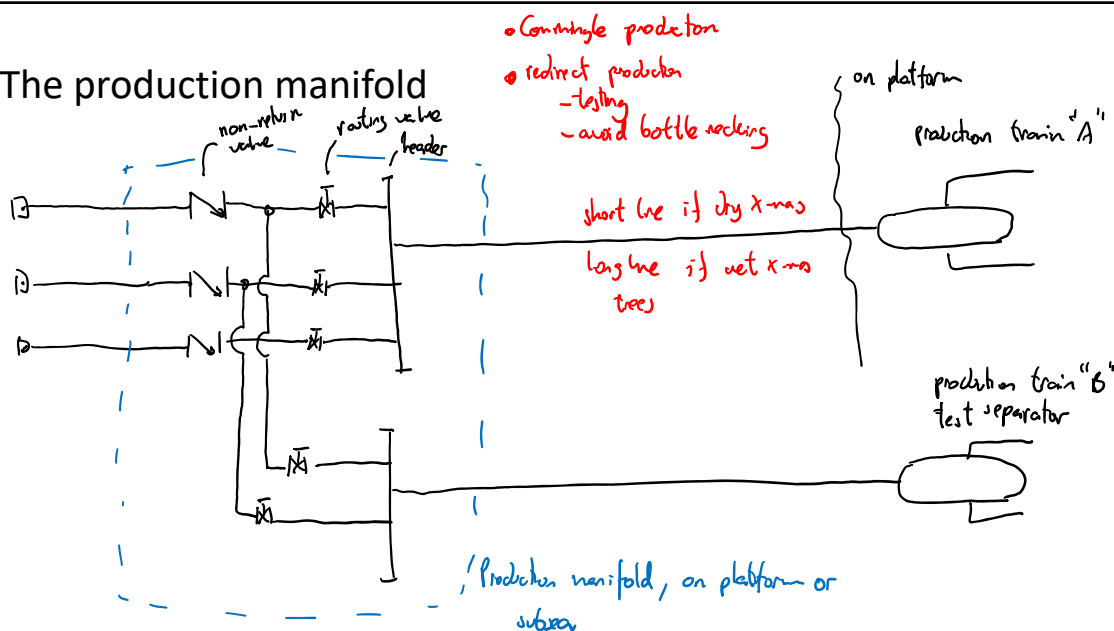 • Commingle production
• redirect production
- testing
- avoid bottle necking
The production manifold
non-return
valve
routing valve
header
on platform
production train "A"
short line if dry x-mas
long line if wet x-mas
trees
production train "B"
test separator
Production manifold, on platform or
subsea